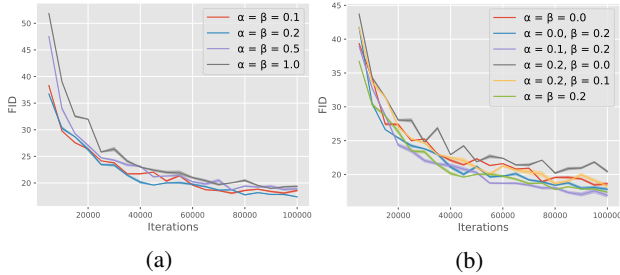 α = β = 0.1
α = β = 0.2
α = β = 0.5
α = β = 1.0
FID
50
45
40
35
30
25
20
20000 40000 60000 80000 100000
Iterations
(a)
α = β = 0.0
α = 0.0, β = 0.2
α = 0.1, β = 0.2
α = 0.2, β = 0.0
α = 0.2, β = 0.1
α = β = 0.2
FID
45
40
35
30
25
20
20000 40000 60000 80000 100000
Iterations
(b)